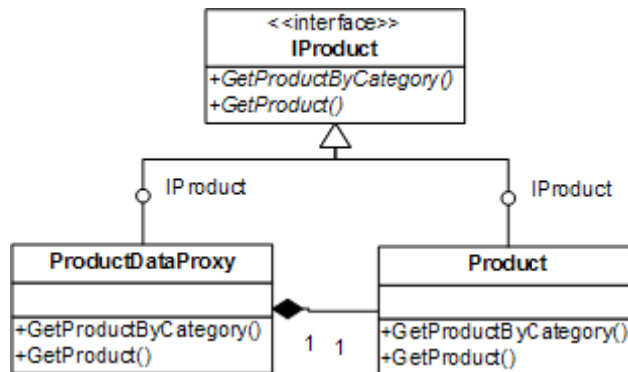 <<interface>>
IProduct
+GetProductByCategory()
+GetProduct()
IProduct
IProduct
ProductDataProxy
+GetProductByCategory()
+GetProduct()
1 1
Product
+GetProductByCategory()
+GetProduct()